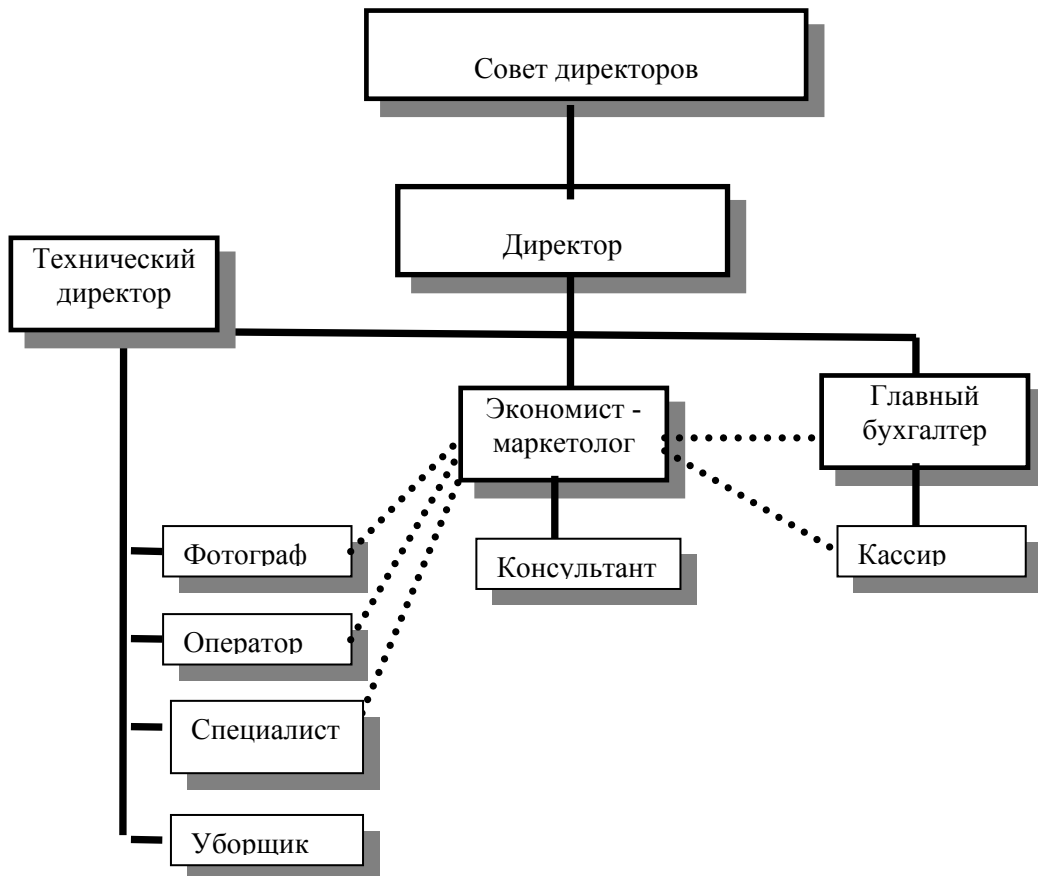 Совет директоров
Директор
Технический
директор
Экономист -
маркетолог
Главный
бухгалтер
Фотограф
Консультант
Кассир
Оператор
Специалист
Уборщик